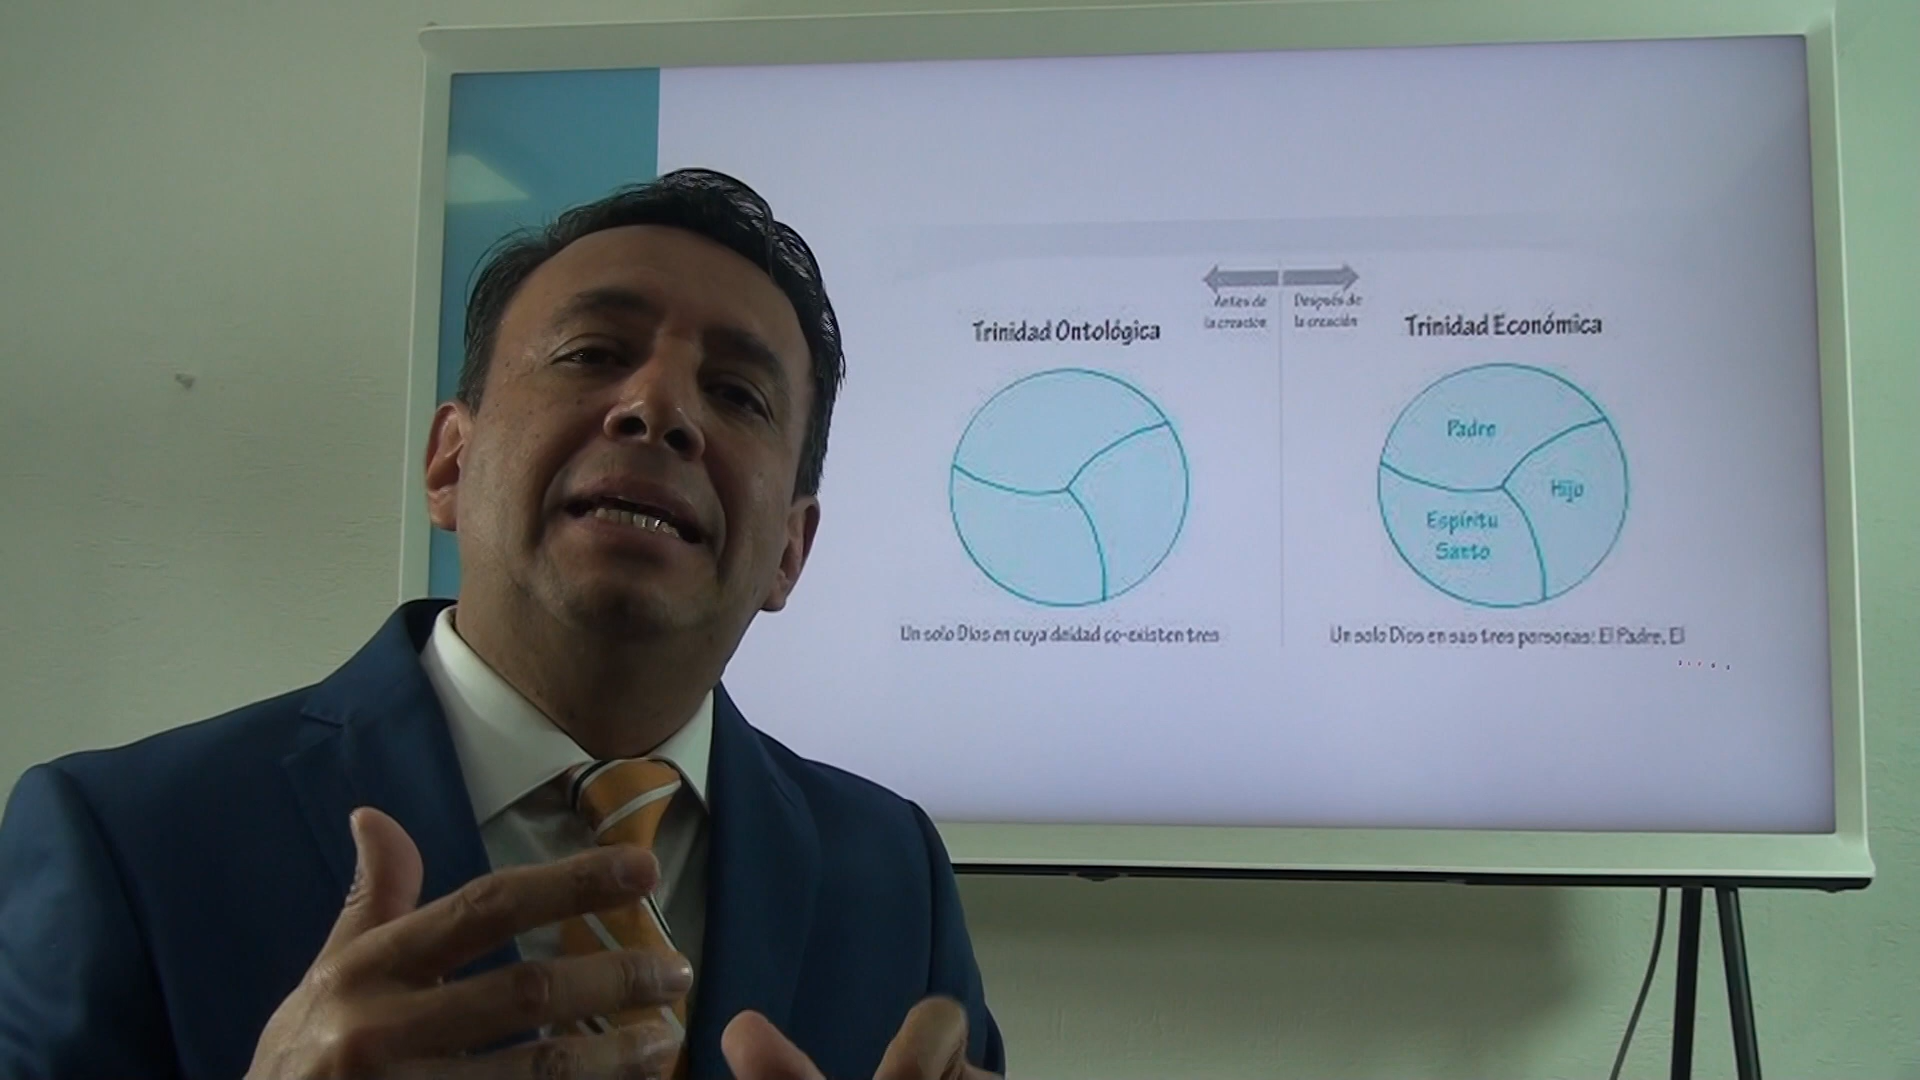 Antes de
la creación
Después de
la creación
Trinidad Ontológica
Trinidad Económica
Padre
Hijo
Espíritu
Santo
Un solo Dios en cuya deidad co-existen tres
Un solo Dios en sus tres personas: El Padre, El